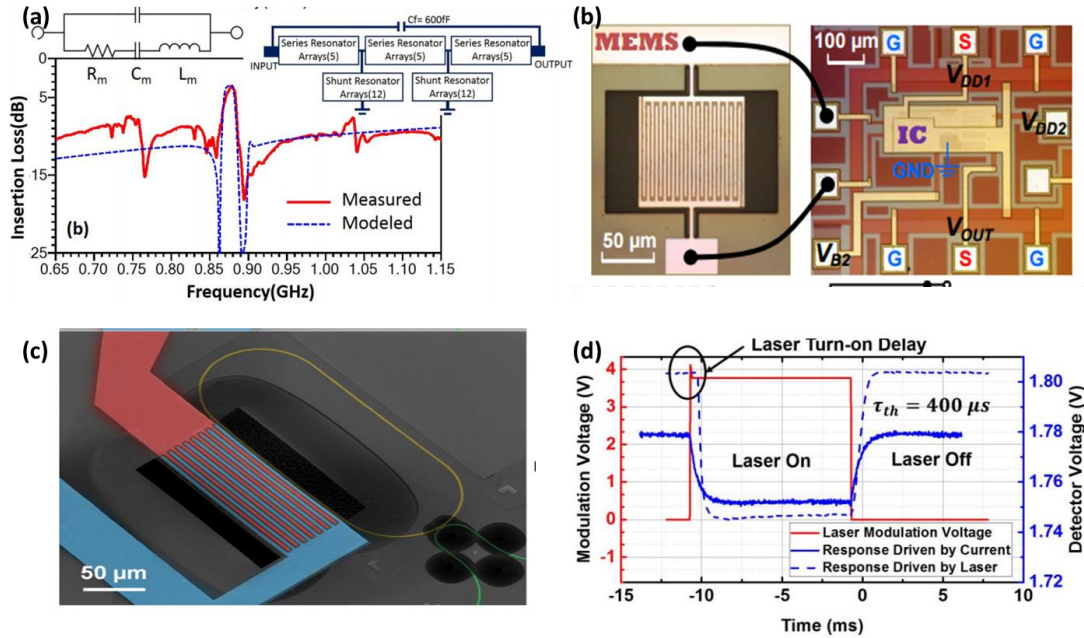 (a)
Cf= 600fF
Rm Cm Lm
INPUT
Series Resonator Arrays(5)
Series Resonator Arrays(5)
Series Resonator Arrays(5)
OUTPUT
Shunt Resonator Arrays(12)
Shunt Resonator Arrays(12)
Insertion Loss(dB)
0
5
-15
25
Measured
Modeled
(b)
0.65 0.70 0.75 0.80 0.85 0.90 0.95 1.00 1.05 1.10 1.15
Frequency(GHz)
(b)
MEMS
50 µm
100 µm
G S G
VDD1
IC
VDD2
GND
VOUT
VB2
G S G
(c)
50 µm
(d)
Laser Turn-on Delay
Modulation Voltage (V)
4
3
2
1
0
-1
τth = 400 µs
Laser On
Laser Off
Laser Modulation Voltage
Response Driven by Current
Response Driven by Laser
1.80
1.78
1.76
1.74
1.72
Detector Voltage (V)
-15 -10 -5 0 5 10
Time (ms)